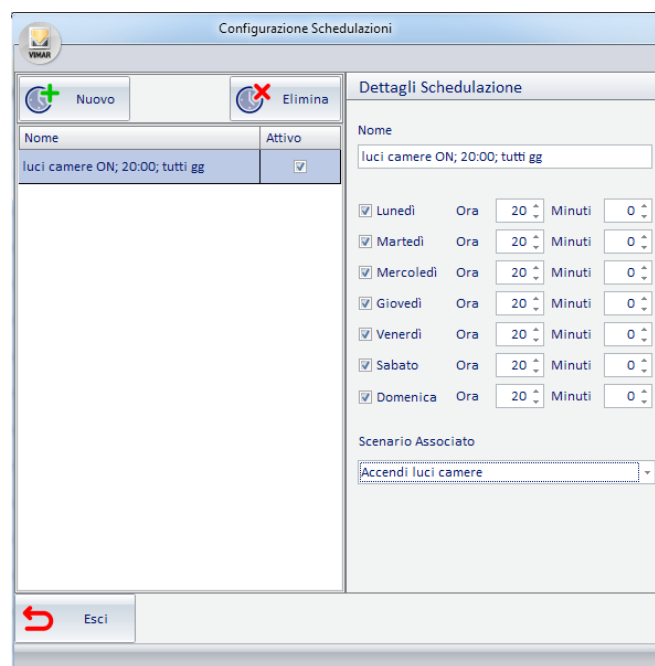 Configurazione Schedulazioni
VIMAR
Nuovo
Elimina
Nome
Attivo
luci camere ON; 20:00; tutti gg
Dettagli Schedulazione
Nome
luci camere ON; 20:00; tutti gg
Lunedì Ora 20 Minuti 0
Martedì Ora 20 Minuti 0
Mercoledì Ora 20 Minuti 0
Giovedì Ora 20 Minuti 0
Venerdì Ora 20 Minuti 0
Sabato Ora 20 Minuti 0
Domenica Ora 20 Minuti 0
Scenario Associato
Accendi luci camere
Esci